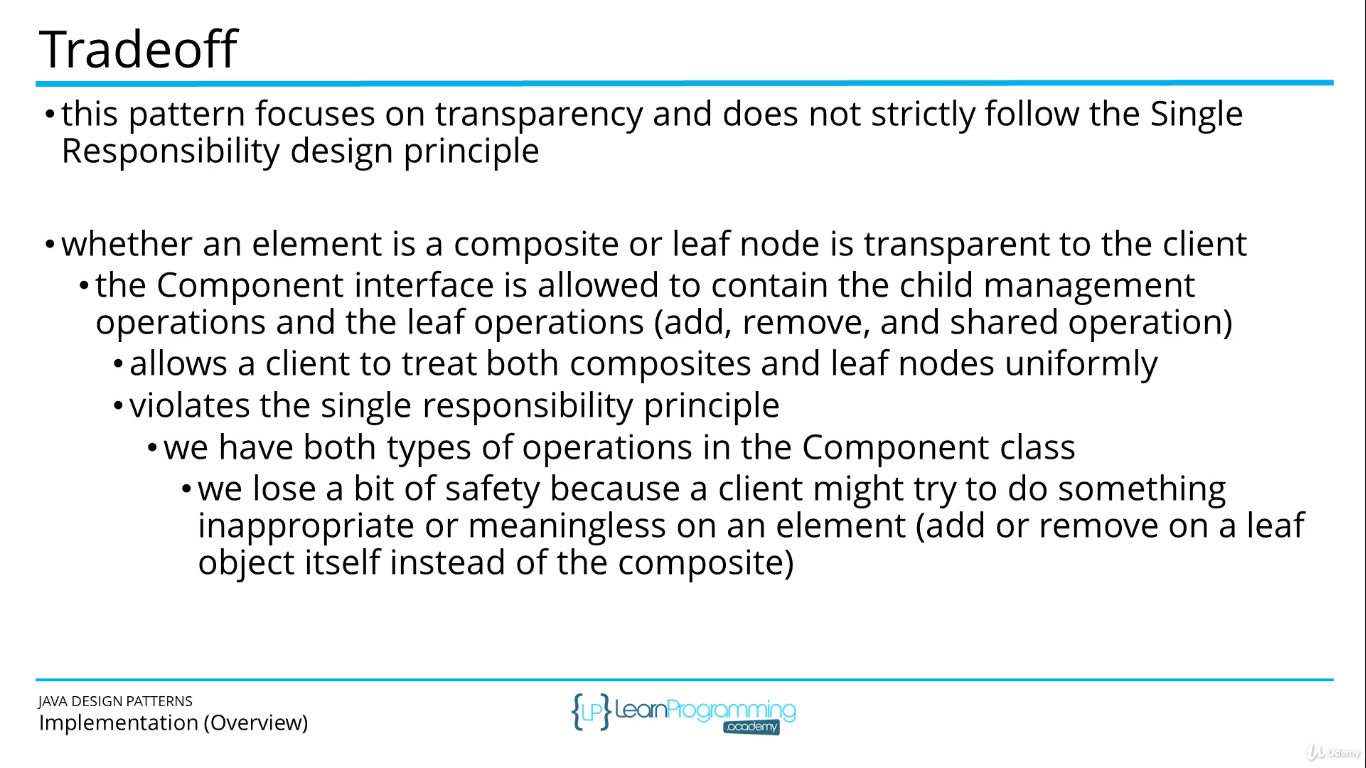 Tradeoff
•this pattern focuses on transparency and does not strictly follow the Single
Responsibility design principle
•whether an element is a composite or leaf node is transparent to the client
•the Component interface is allowed to contain the child management
operations and the leaf operations (add, remove, and shared operation)
•allows a client to treat both composites and leaf nodes uniformly
•violates the single responsibility principle
•we have both types of operations in the Component class
•we lose a bit of safety because a client might try to do something
inappropriate or meaningless on an element (add or remove on a leaf
object itself instead of the composite)
JAVA DESIGN PATTERNS
Implementation (Overview)
{LP} LearnProgramming
.academy
Udemy